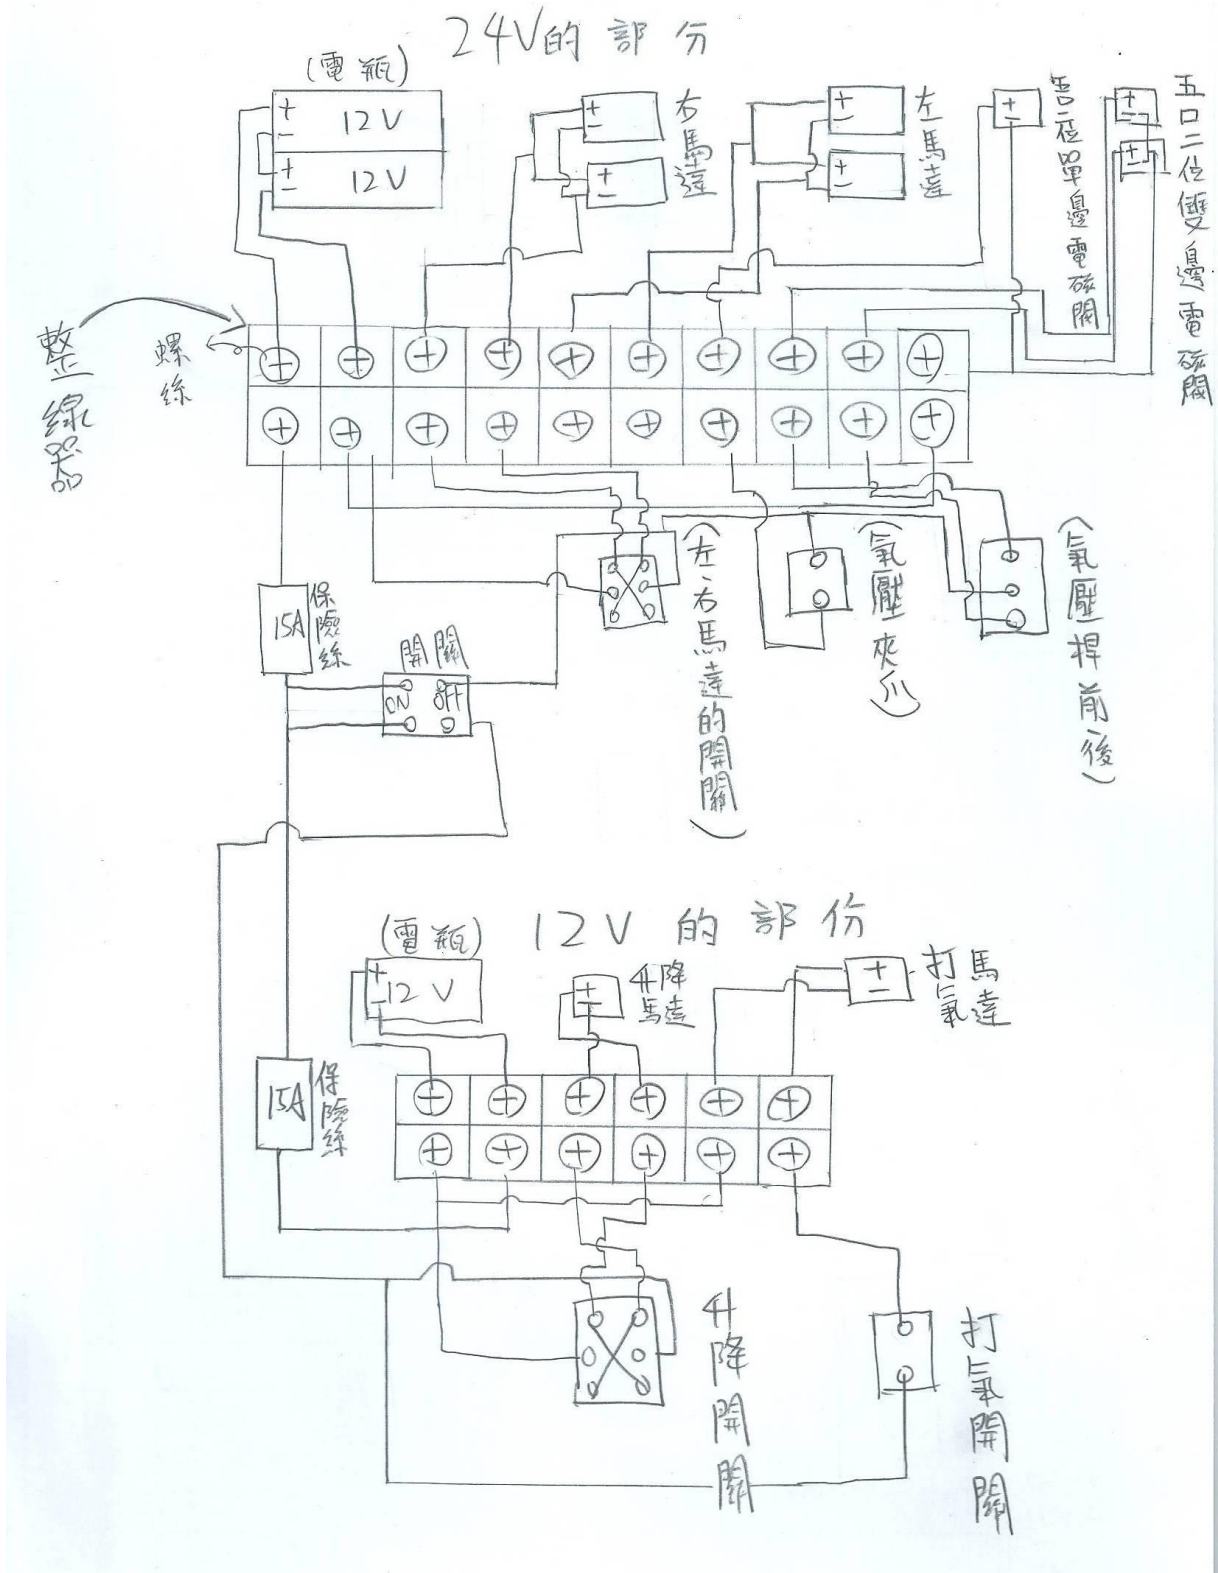 24V的部分
(電瓶)
+
-
12V
+
-
12V
+
-
+
-
右馬達
+
-
+
-
左馬達
+
-
五口二位單邊電磁閥
+
-
+
-
五口二位雙邊電磁閥
整線器
螺絲
15A
保險絲
開關
ON
OFF
(左、右馬達的開關)
(氣壓夾爪)
(氣壓桿前後)
12V的部份
(電瓶)
+
-
12V
+
-
升降馬達
+
-
打氣馬達
15A
保險絲
升降開關
打氣開關